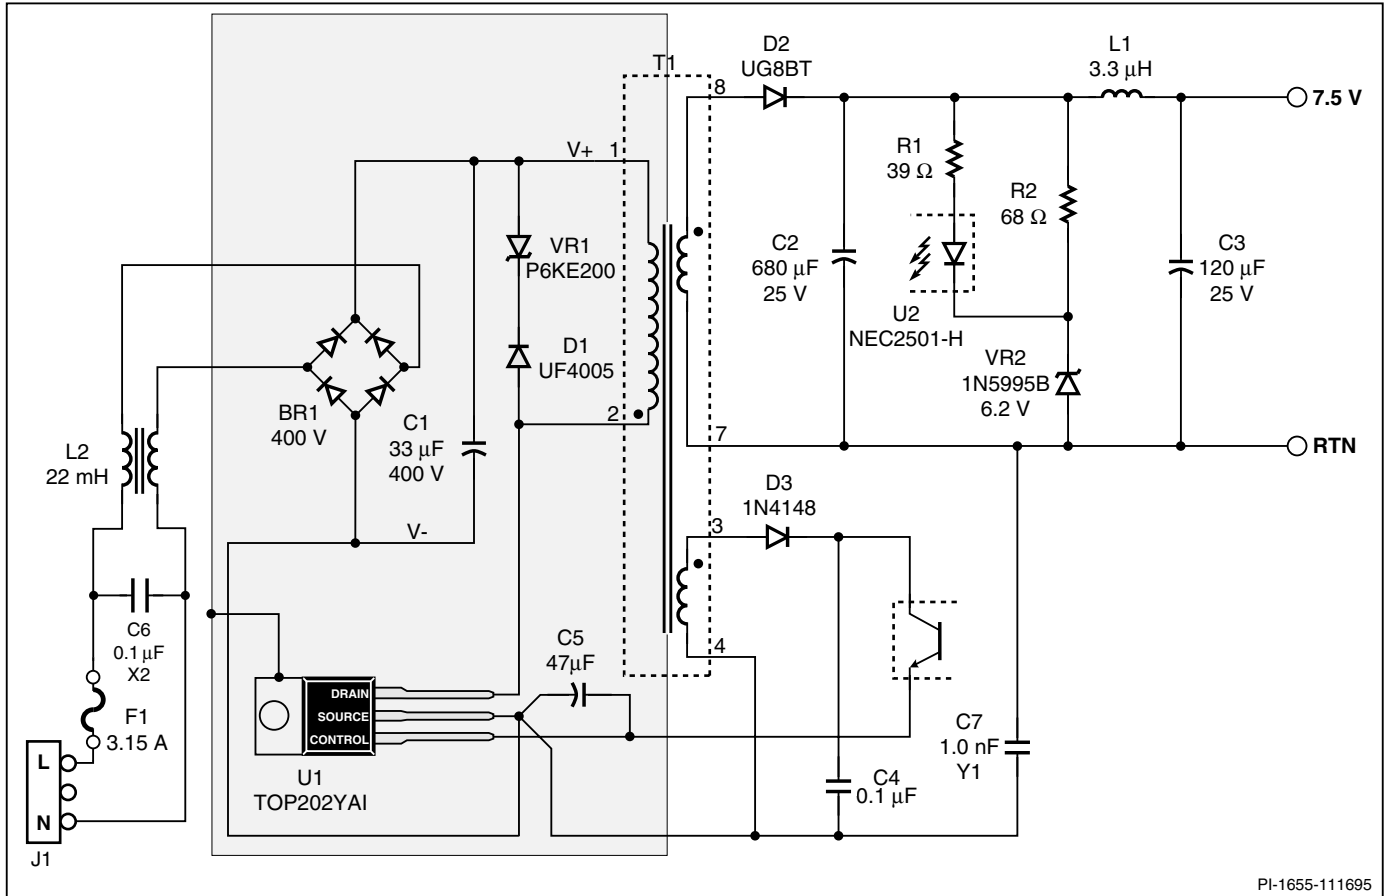 D2
UG8BT
L1
3.3 µH
T1
8
7.5 V
V+
1
R1
39 Ω
R2
68 Ω
VR1
P6KE200
C2
680 µF
25 V
C3
120 µF
25 V
U2
NEC2501-H
D1
UF4005
VR2
1N5995B
6.2 V
BR1
400 V
C1
33 µF
400 V
2
7
RTN
L2
22 mH
D3
1N4148
V-
3
C6
0.1 µF
X2
C5
47µF
4
DRAIN
SOURCE
CONTROL
F1
3.15 A
C7
1.0 nF
Y1
L
N
J1
U1
TOP202YAI
C4
0.1 µF
PI-1655-111695